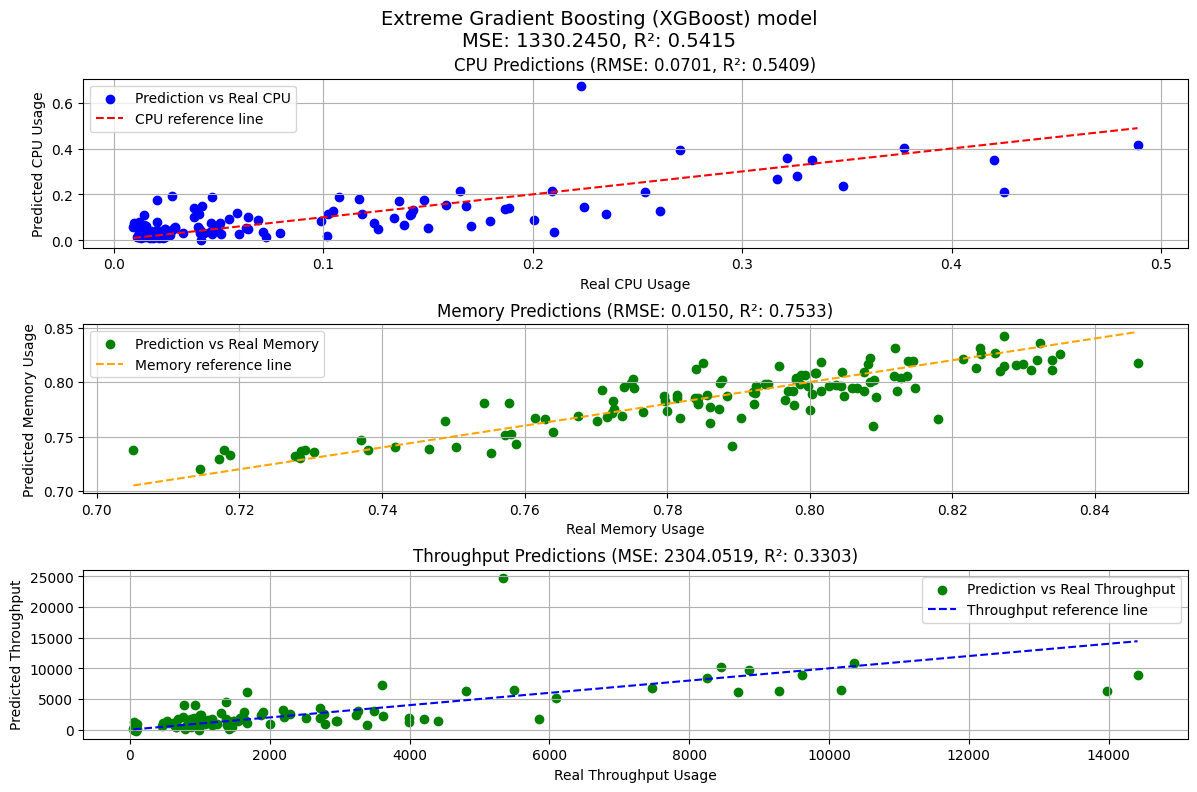 Extreme Gradient Boosting (XGBoost) model
MSE: 1330.2450, R²: 0.5415
CPU Predictions (RMSE: 0.0701, R²: 0.5409)
Prediction vs Real CPU
CPU reference line
Predicted CPU Usage
0.6
0.4
0.2
0.0
0.0 0.1 0.2 0.3 0.4 0.5
Real CPU Usage
Memory Predictions (RMSE: 0.0150, R²: 0.7533)
Prediction vs Real Memory
Memory reference line
Predicted Memory Usage
0.85
0.80
0.75
0.70
0.70 0.72 0.74 0.76 0.78 0.80 0.82 0.84
Real Memory Usage
Throughput Predictions (MSE: 2304.0519, R²: 0.3303)
Prediction vs Real Throughput
Throughput reference line
Predicted Throughput
25000
20000
15000
10000
5000
0
0 2000 4000 6000 8000 10000 12000 14000
Real Throughput Usage